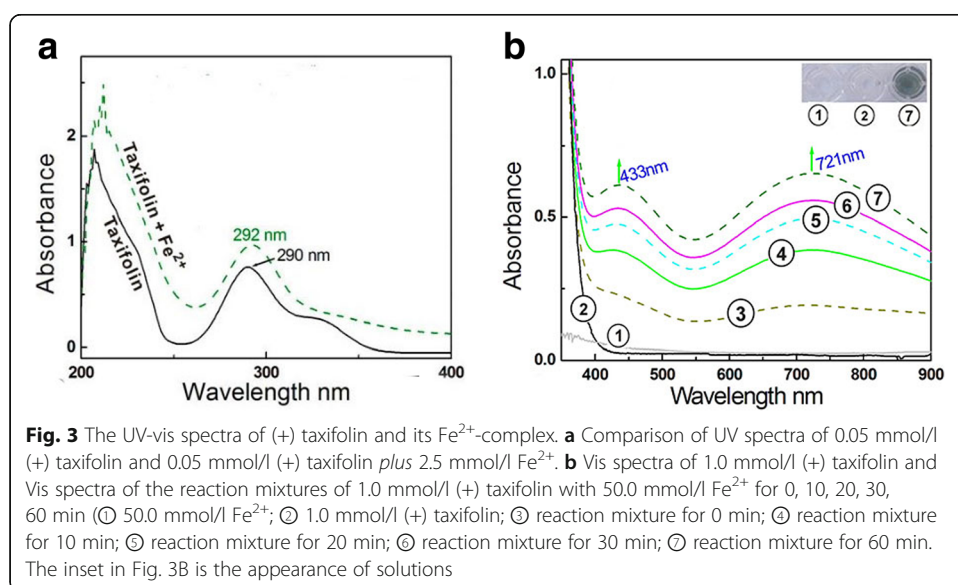 a
Absorbance
2
1
0
Taxifolin + Fe²⁺
Taxifolin
292 nm
290 nm
200
300
400
Wavelength nm
b
Absorbance
1.0
0.5
0.0
433nm
721nm
① ② ⑦
⑦
⑥
⑤
④
③
②
①
400 500 600 700 800 900
Wavelength nm
Fig. 3 The UV-vis spectra of (+) taxifolin and its Fe²⁺-complex. a Comparison of UV spectra of 0.05 mmol/l
(+) taxifolin and 0.05 mmol/l (+) taxifolin plus 2.5 mmol/l Fe²⁺. b Vis spectra of 1.0 mmol/l (+) taxifolin and
Vis spectra of the reaction mixtures of 1.0 mmol/l (+) taxifolin with 50.0 mmol/l Fe²⁺ for 0, 10, 20, 30,
60 min (① 50.0 mmol/l Fe²⁺; ② 1.0 mmol/l (+) taxifolin; ③ reaction mixture for 0 min; ④ reaction mixture
for 10 min; ⑤ reaction mixture for 20 min; ⑥ reaction mixture for 30 min; ⑦ reaction mixture for 60 min.
The inset in Fig. 3B is the appearance of solutions